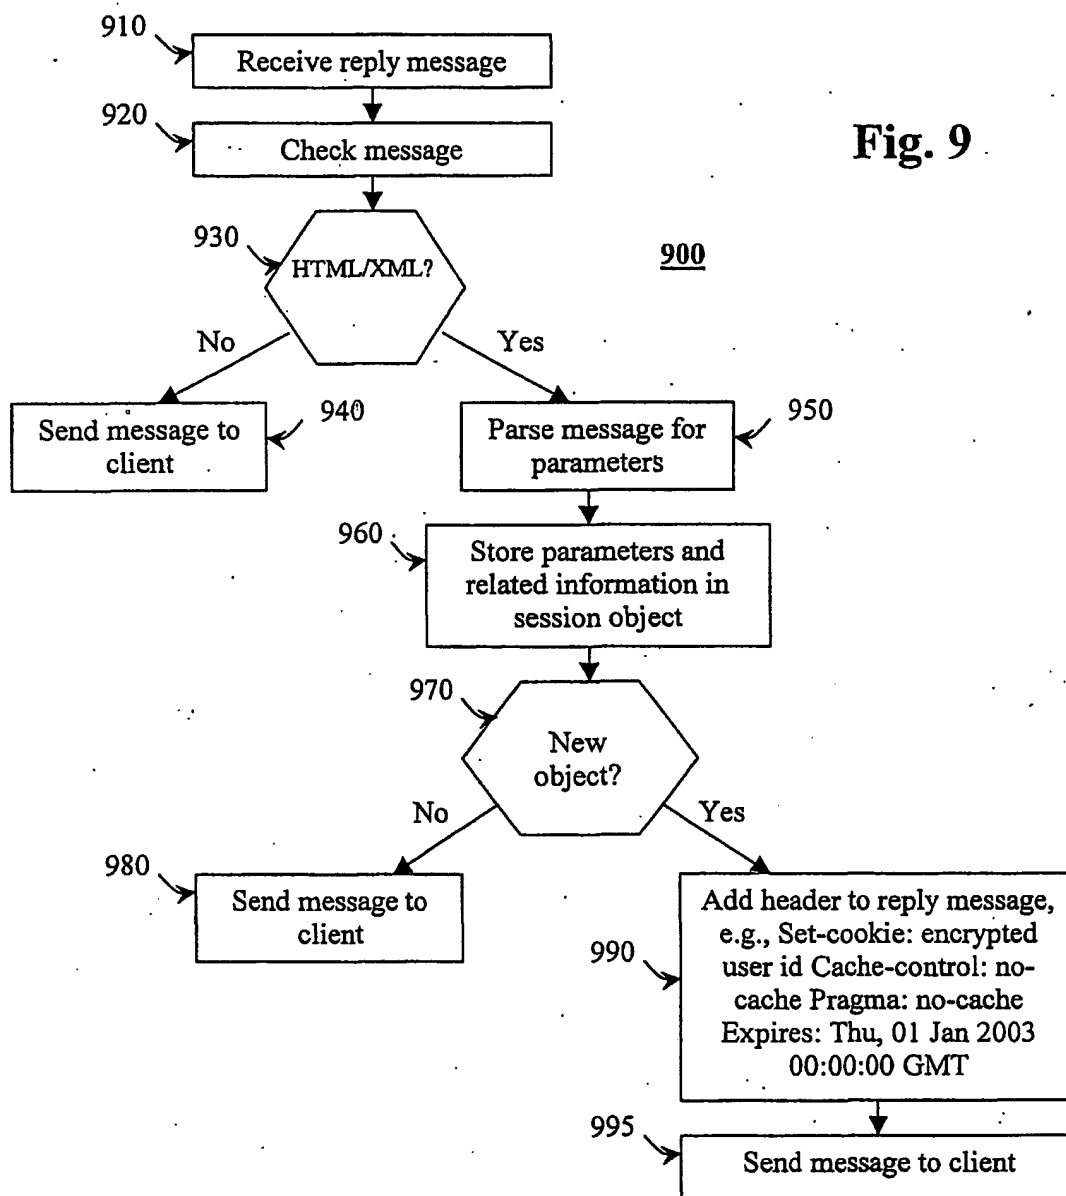 910
Receive reply message
920
Check message
Fig. 9
930
HTML/XML?
900
No
Yes
940
Send message to
client
950
Parse message for
parameters
960
Store parameters and
related information in
session object
970
New
object?
No
Yes
980
Send message to
client
990
Add header to reply message,
e.g., Set-cookie: encrypted
user id Cache-control: no-
cache Pragma: no-cache
Expires: Thu, 01 Jan 2003
00:00:00 GMT
995
Send message to client